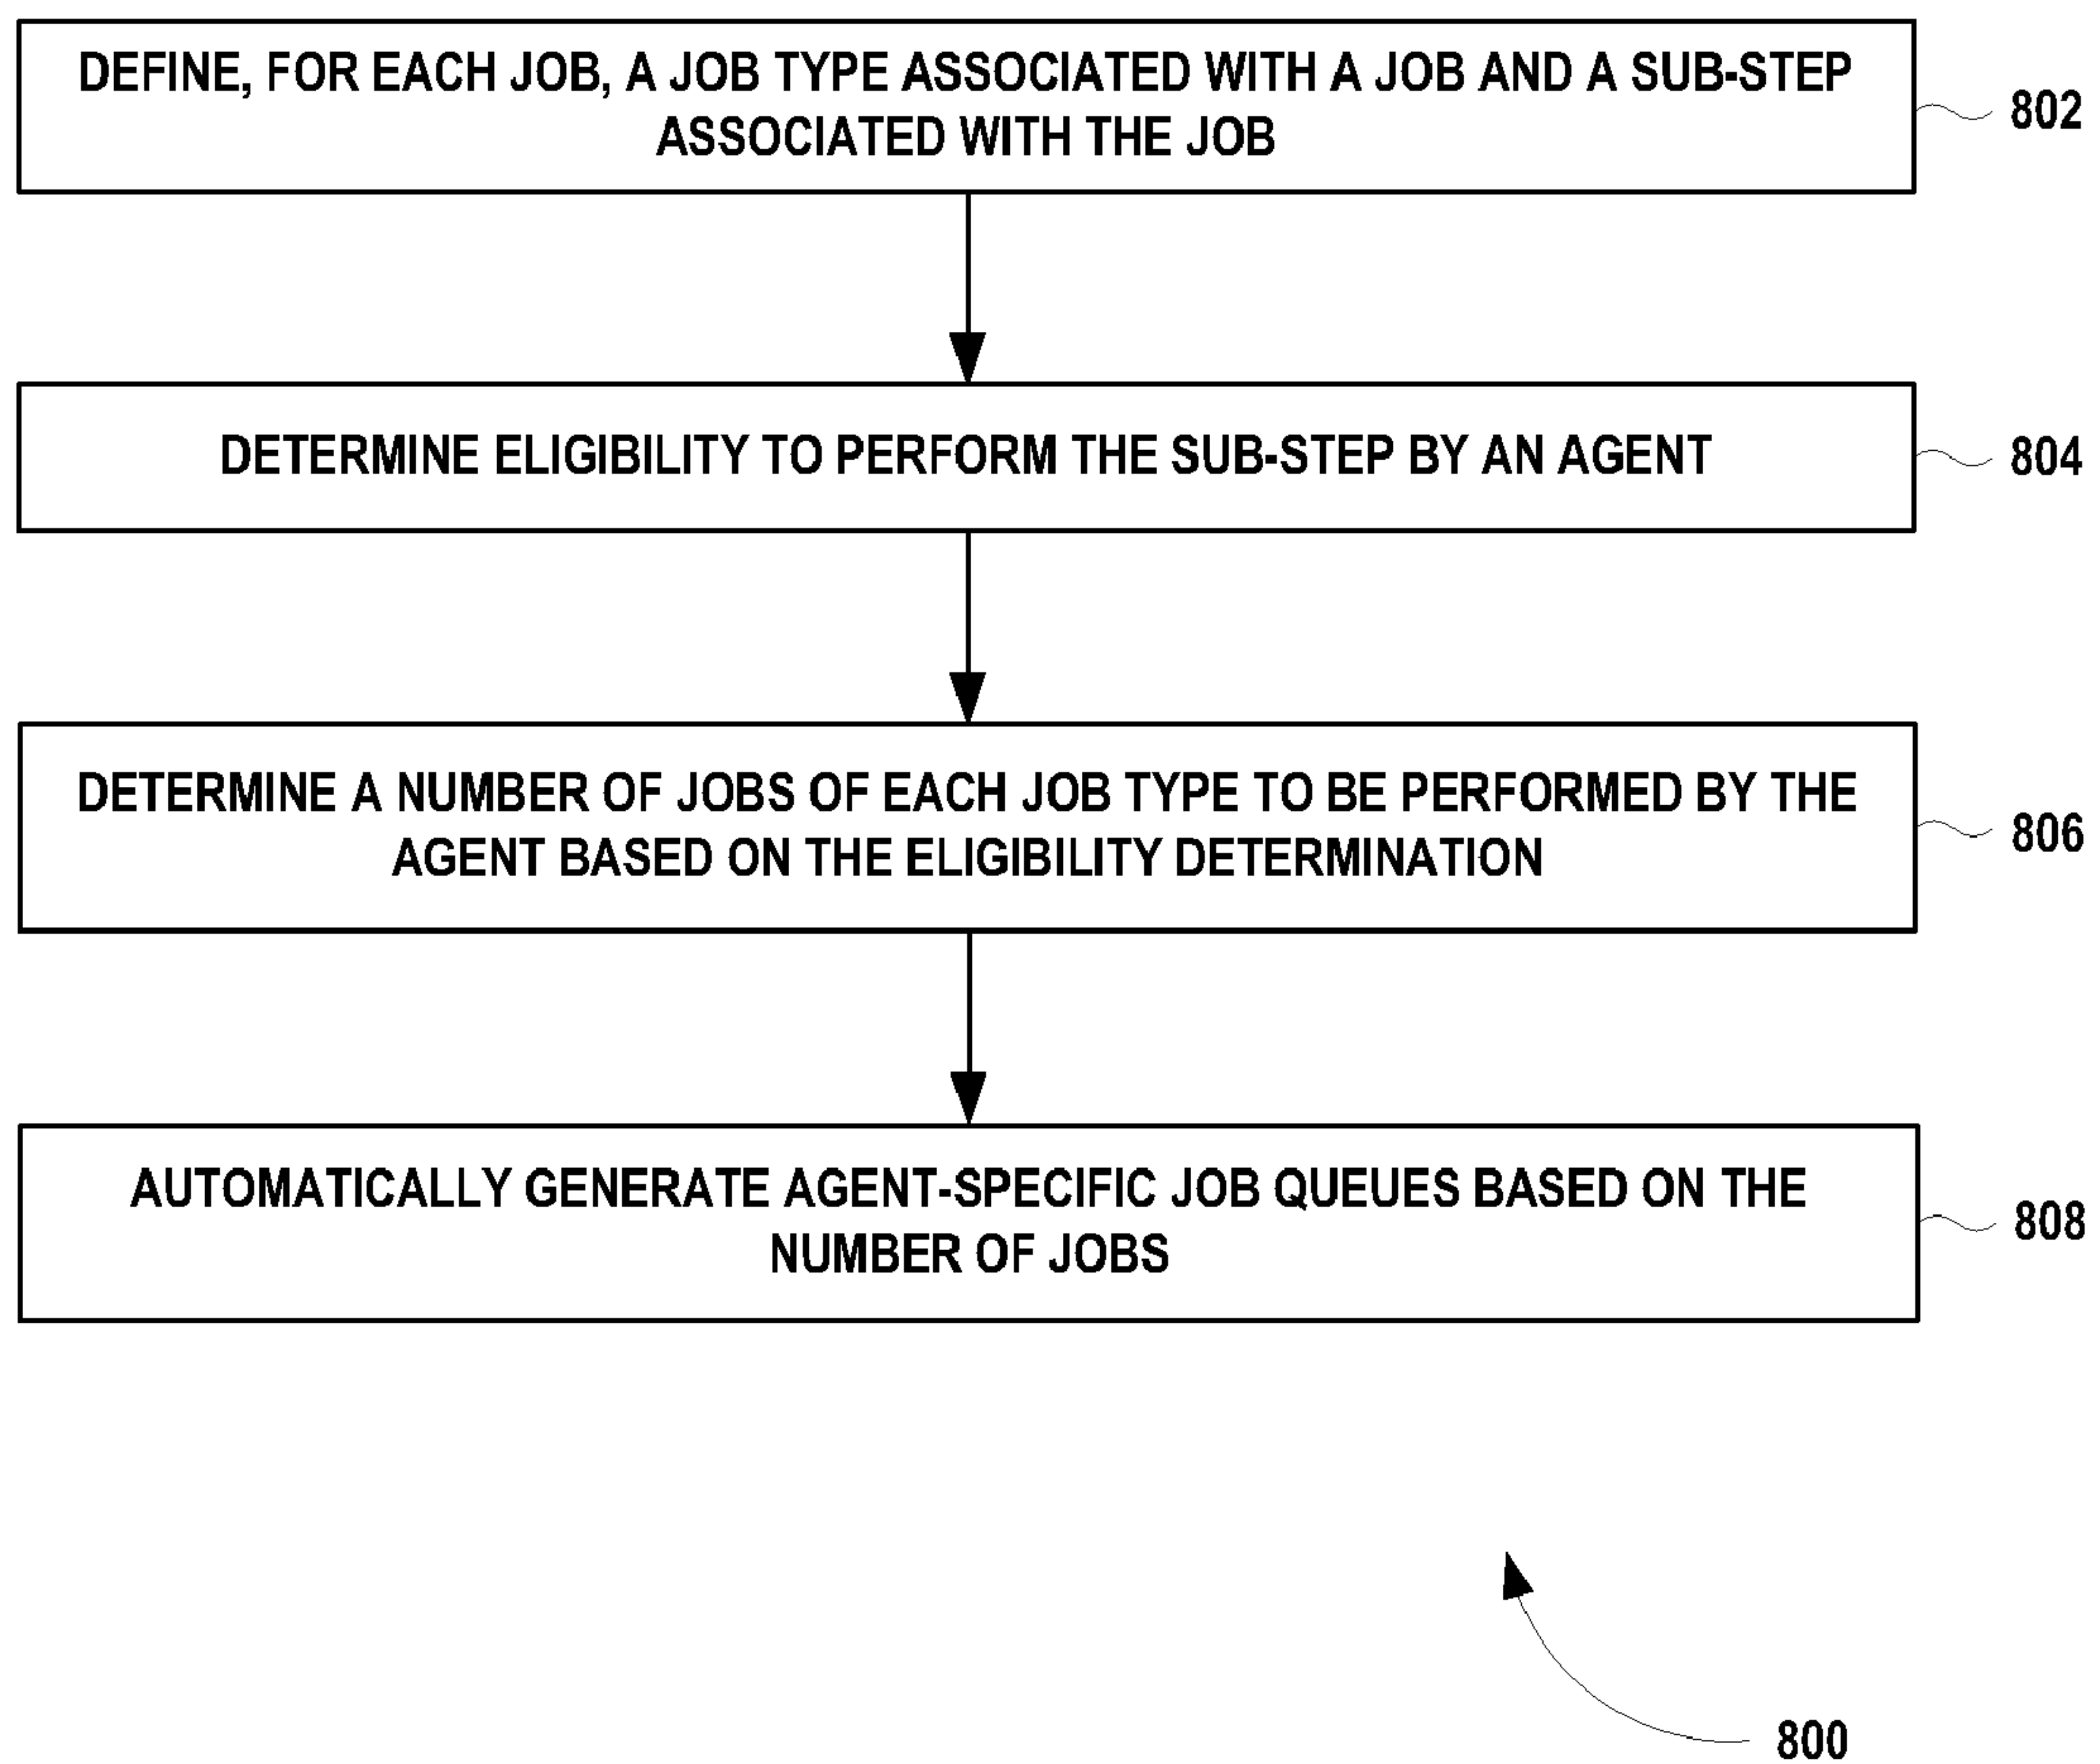 DEFINE, FOR EACH JOB, A JOB TYPE ASSOCIATED WITH A JOB AND A SUB-STEP
ASSOCIATED WITH THE JOB
802
DETERMINE ELIGIBILITY TO PERFORM THE SUB-STEP BY AN AGENT
804
DETERMINE A NUMBER OF JOBS OF EACH JOB TYPE TO BE PERFORMED BY THE
AGENT BASED ON THE ELIGIBILITY DETERMINATION
806
AUTOMATICALLY GENERATE AGENT-SPECIFIC JOB QUEUES BASED ON THE
NUMBER OF JOBS
808
800